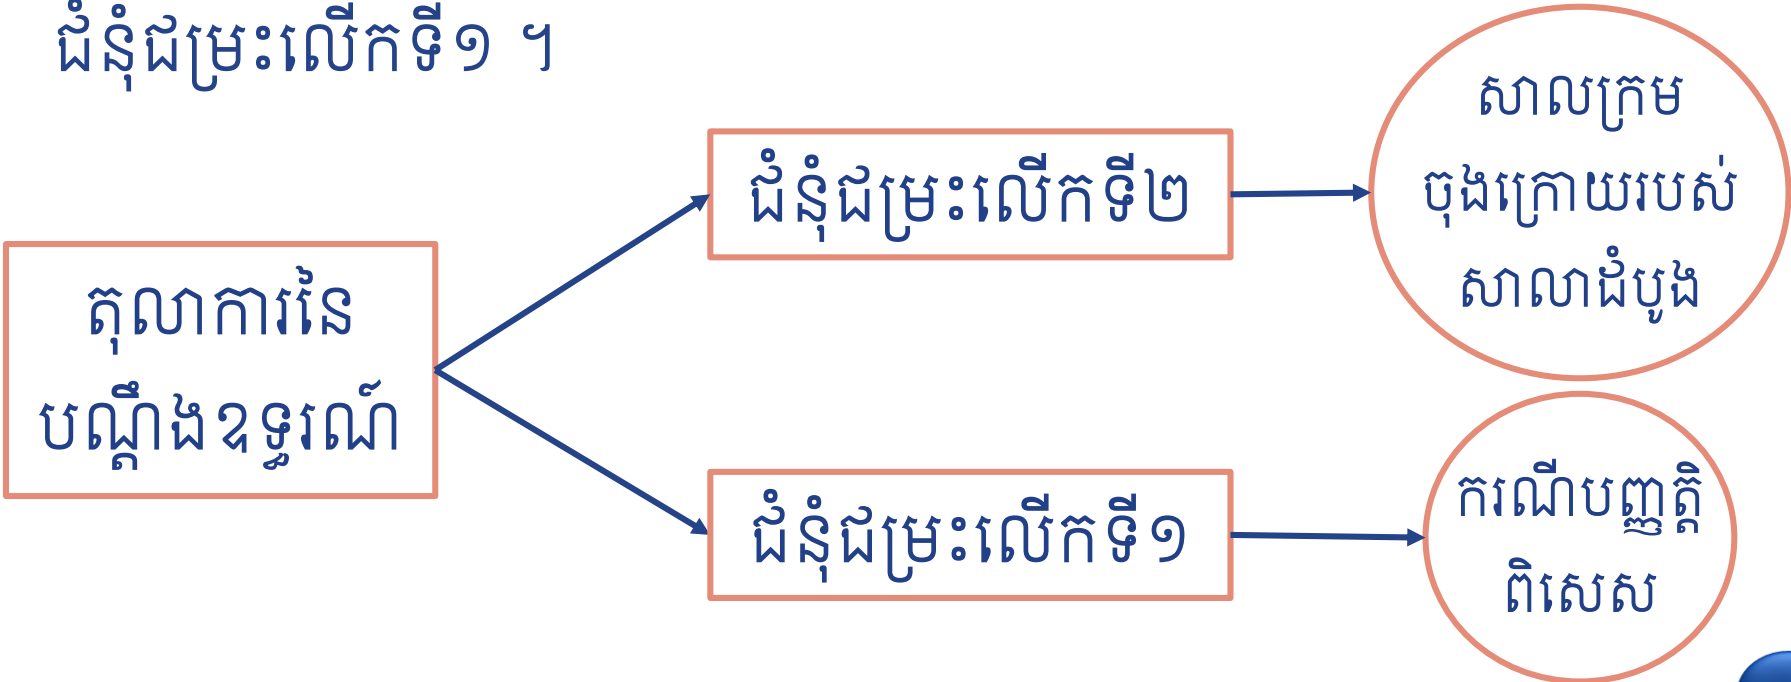 ជំនុំជម្រះលើកទី១ ។
សាលក្រម
ចុងក្រោយរបស់
សាលាដំបូង
ជំនុំជម្រះលើកទី២
តុលាការនៃ
បណ្តឹងឧទ្ធរណ៍
ជំនុំជម្រះលើកទី១
ករណីបញ្ញត្តិ
ពិសេស